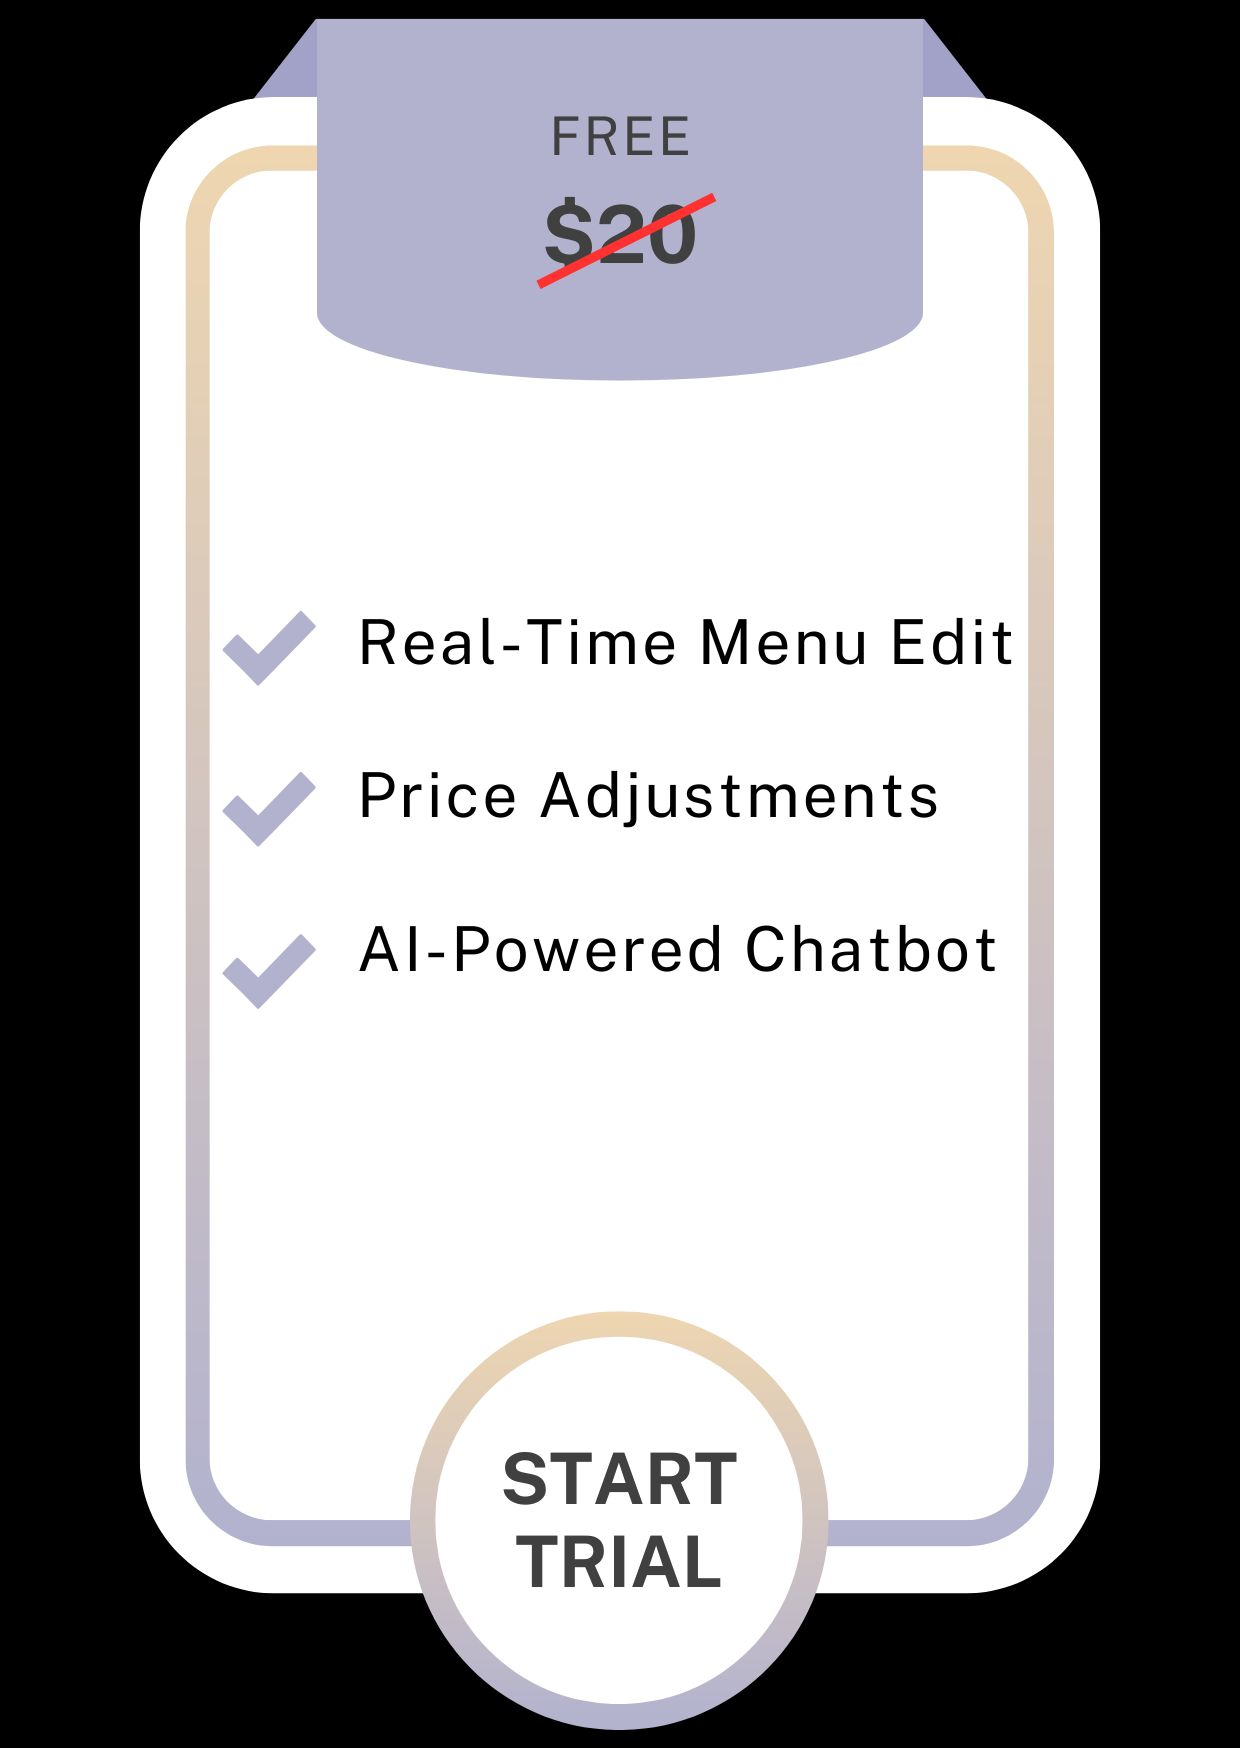 FREE
$20
Real-Time Menu Edit
Price Adjustments
AI-Powered Chatbot
START
TRIAL